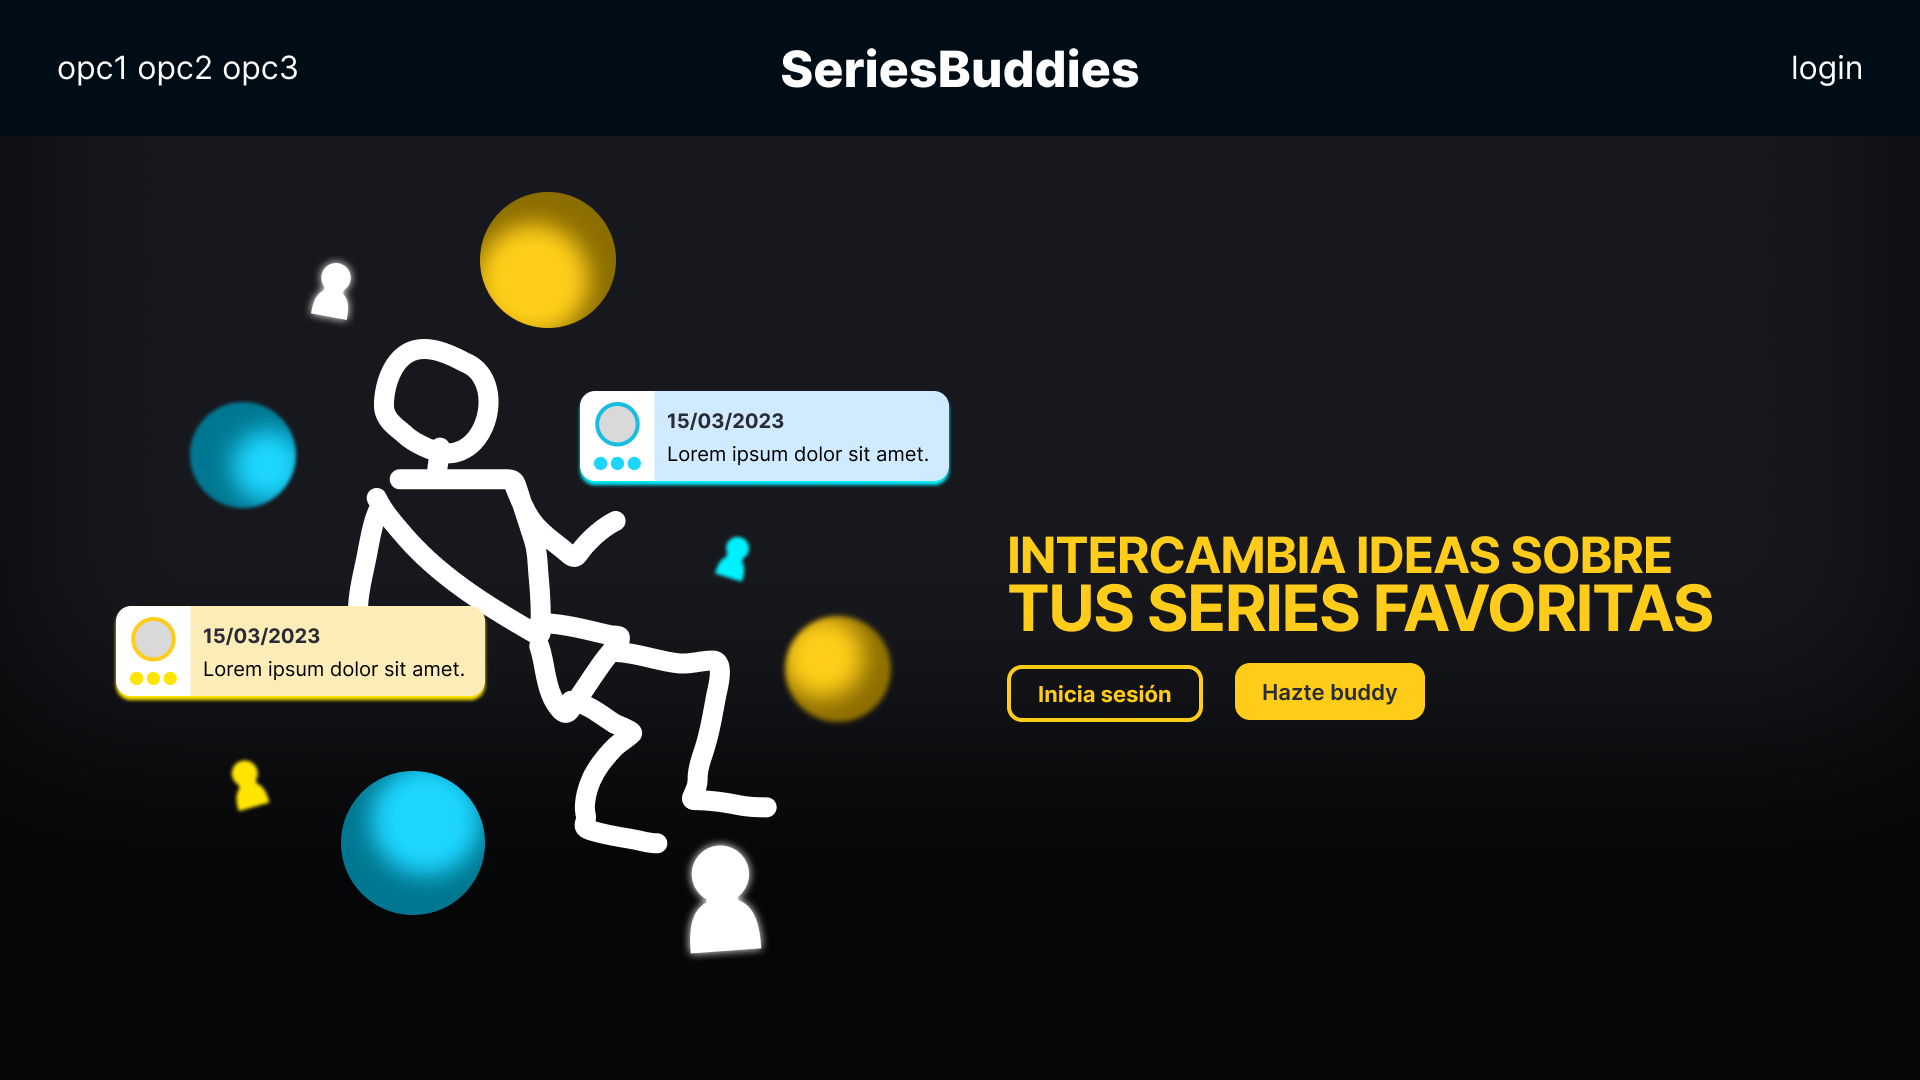 opc1 opc2 opc3
SeriesBuddies
login
15/03/2023
Lorem ipsum dolor sit amet.
INTERCAMBIA IDEAS SOBRE
TUS SERIES FAVORITAS
15/03/2023
Lorem ipsum dolor sit amet.
Inicia sesión
Hazte buddy